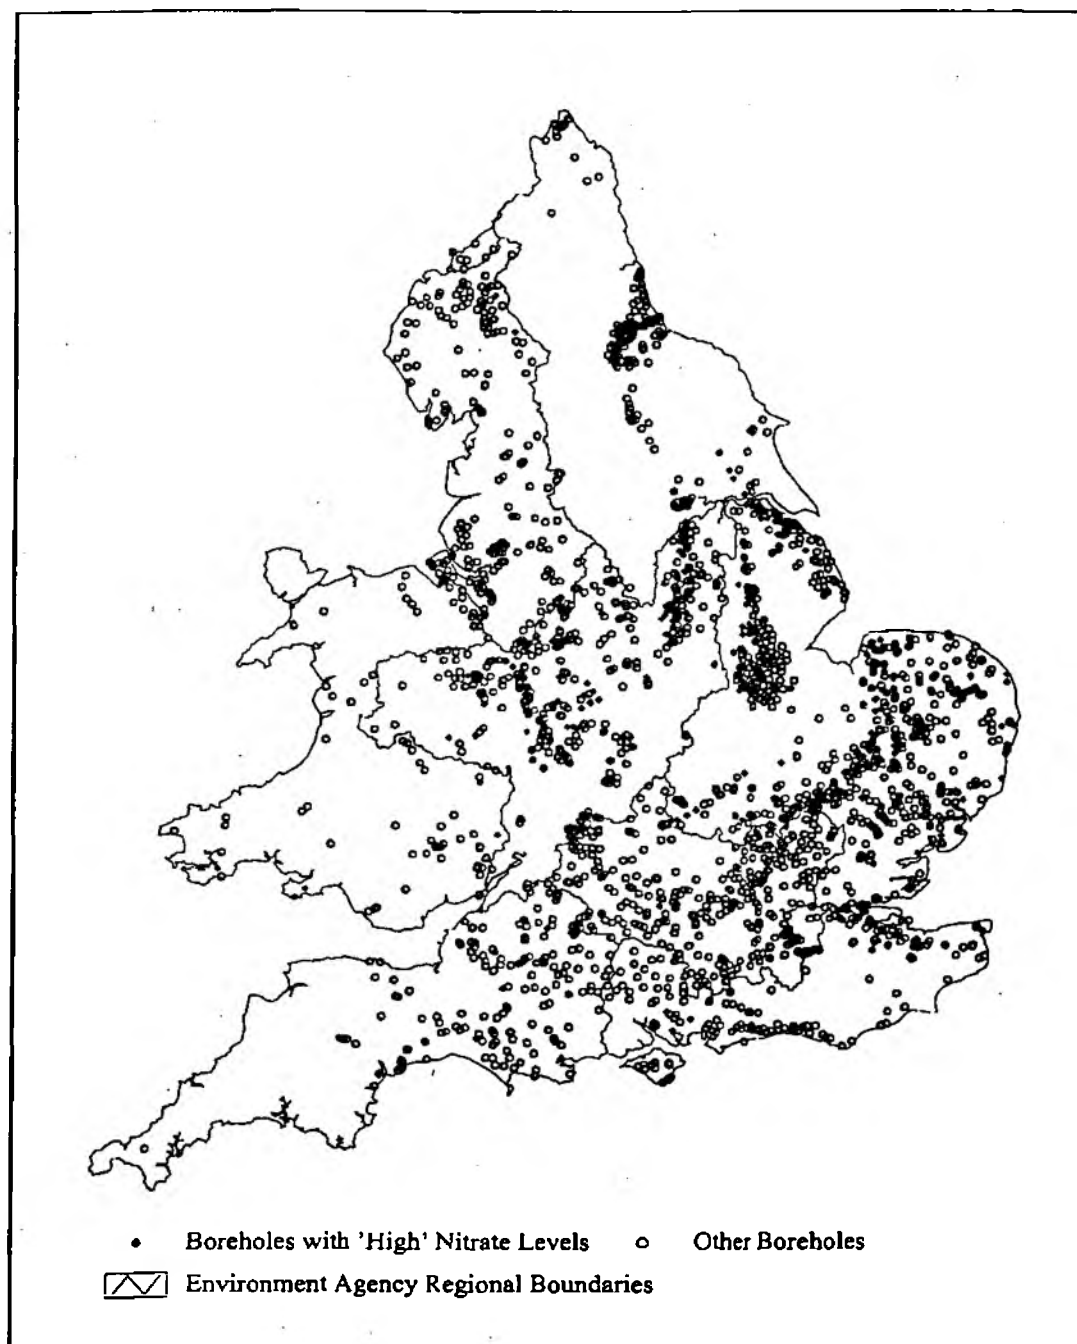 Boreholes with 'High' Nitrate Levels Other Boreholes
Environment Agency Regional Boundaries